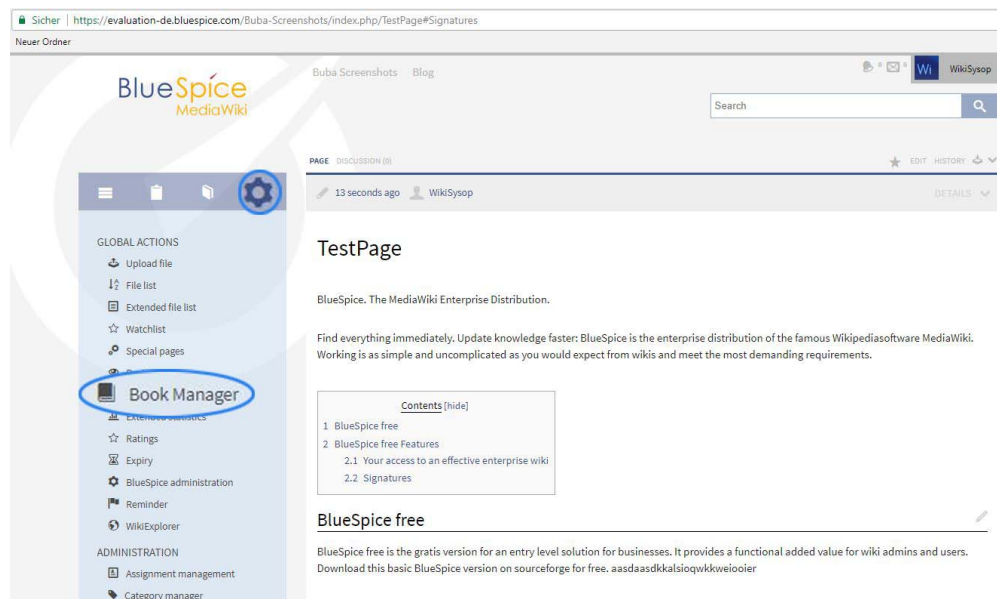 Sicher | https://evaluation-de.bluespice.com/Buba-Screenshots/index.php/TestPage#Signatures
Neuer Ordner
BlueSpice
MediaWiki
Buba Screenshots Blog
Wi WikiSysop
Search
PAGE DISCUSSION (0)
EDIT HISTORY
13 seconds ago WikiSysop
DETAILS
GLOBAL ACTIONS
Upload file
File list
Extended file list
Watchlist
Special pages
Book Manager
Extended statistics
Ratings
Expiry
BlueSpice administration
Reminder
WikiExplorer
ADMINISTRATION
Assignment management
Category manager
TestPage
BlueSpice. The MediaWiki Enterprise Distribution.
Find everything immediately. Update knowledge faster: BlueSpice is the enterprise distribution of the famous Wikipediasoftware MediaWiki.
Working is as simple and uncomplicated as you would expect from wikis and meet the most demanding requirements.
Contents [hide]
1 BlueSpice free
2 BlueSpice free Features
2.1 Your access to an effective enterprise wiki
2.2 Signatures
BlueSpice free
BlueSpice free is the gratis version for an entry level solution for businesses. It provides a functional added value for wiki admins and users.
Download this basic BlueSpice version on sourceforge for free. aasdaasdkkalsioqwkkweiooier